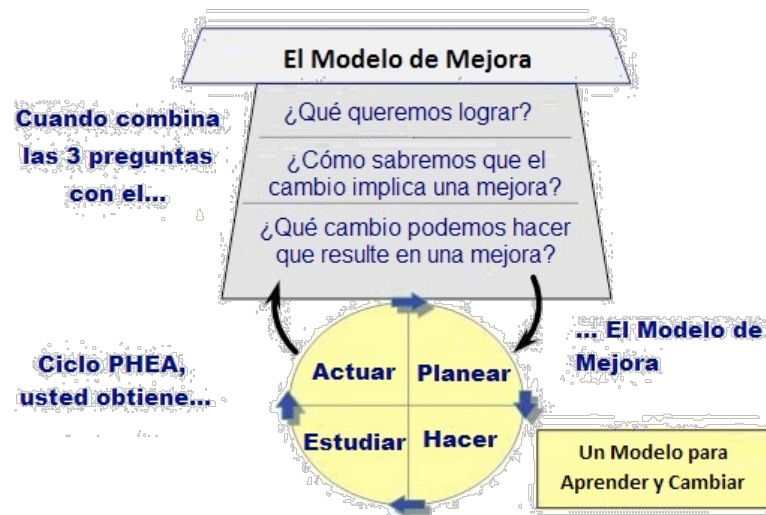 El Modelo de Mejora
¿Qué queremos lograr?
¿Cómo sabremos que el
cambio implica una mejora?
¿Qué cambio podemos hacer
que resulte en una mejora?
Cuando combina
las 3 preguntas
con el...
Ciclo PHEA,
usted obtiene...
Actuar
Planear
Estudiar
Hacer
... El Modelo de
Mejora
Un Modelo para
Aprender y Cambiar